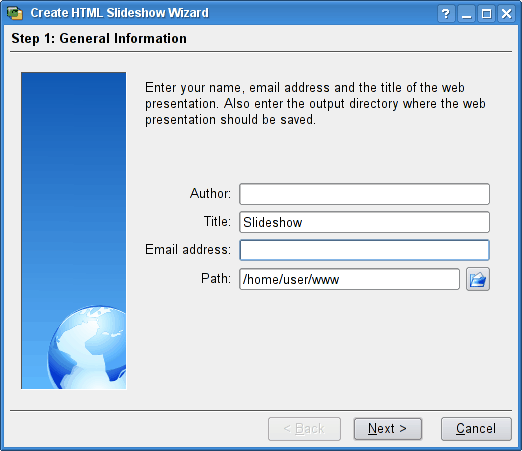 Create HTML Slideshow Wizard
Step 1: General Information
Enter your name, email address and the title of the web
presentation. Also enter the output directory where the web
presentation should be saved.
Author:
Title: Slideshow
Email address:
Path: /home/user/www
< Back Next > Cancel